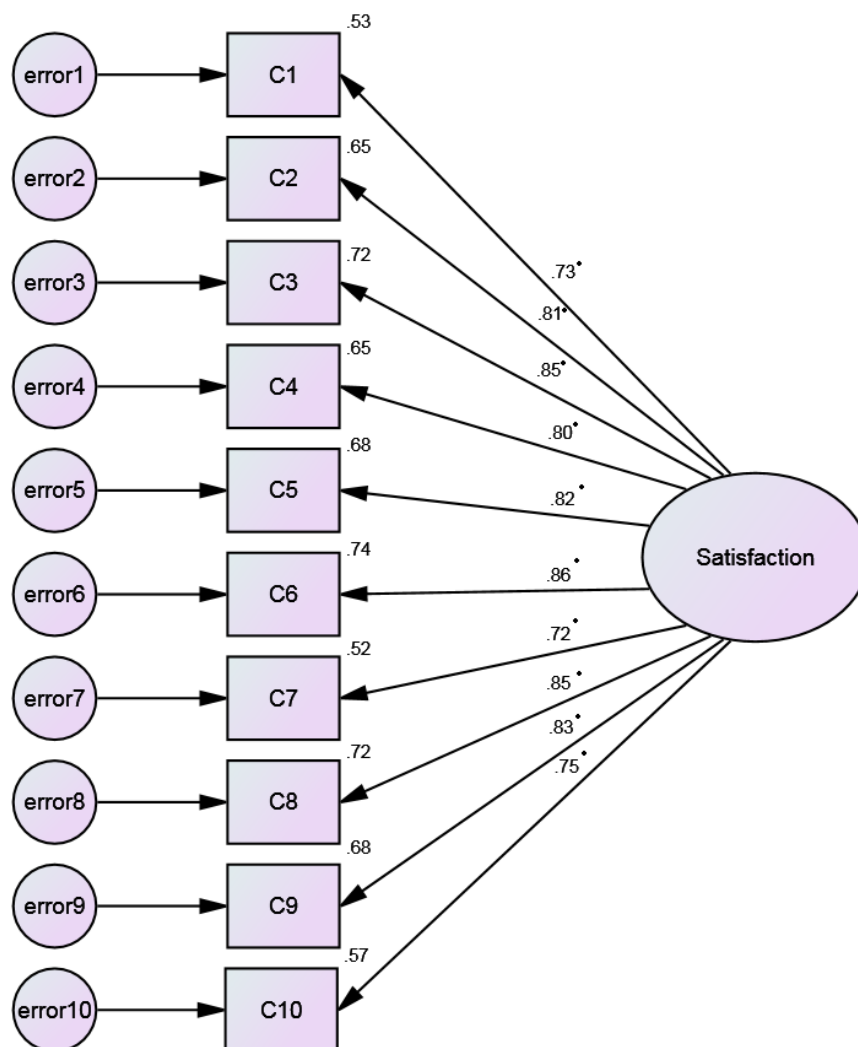 .53
error1 C1
.65
error2 C2
.72
error3 C3
.73*
.81*
.65
.85*
error4 C4
.80*
.68
error5 C5
.82*
.74
Satisfaction
error6 C6
.86*
.52
.72*
error7 C7
.85*
.83*
.72
.75*
error8 C8
.68
error9 C9
.57
error10 C10